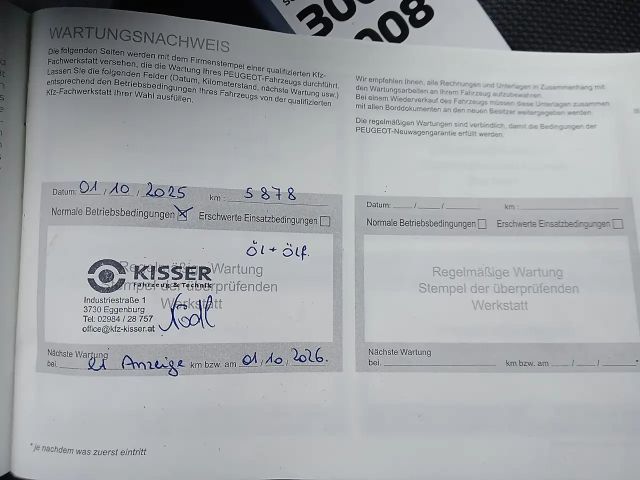 300
008
WARTUNGSNACHWEIS
Die folgenden Seiten werden mit dem Firmenstempel einer qualifizierten Kfz-
Fachwerkstatt versehen, die die Wartung Ihres PEUGEOT-Fahrzeugs durchführt.
Lassen Sie die folgenden Felder (Datum, Kilometerstand, nächste Wartung usw.)
entsprechend den Betriebsbedingungen Ihres Fahrzeugs von der qualifizierten
Kfz-Fachwerkstatt Ihrer Wahl ausfüllen.
Datum: 01 / 10 / 2025 km : 5878
Normale Betriebsbedingungen Erschwerte Einsatzbedingungen
Öl + Ölf.
Regelmäßige Wartung
Stempel der überprüfenden
Werkstatt
KISSER
Fahrzeug & Technik
Industriestraße 1
3730 Eggenburg
Tel: 02984 / 28 757
office@kfz-kisser.at
Nächste Wartung
bei Anzeige km bzw. am 01 / 10 / 2026.
*je nachdem was zuerst eintritt
Wir empfehlen Ihnen, alle Rechnungen und Unterlagen in Zusammenhang mit
den Wartungsarbeiten an Ihrem Fahrzeug aufzubewahren.
Bei einem Wiederverkauf des Fahrzeugs müssen diese Unterlagen zusammen
mit allen Borddokumenten an den neuen Besitzer weitergegeben werden.
Die regelmäßigen Wartungen sind verbindlich, damit die Bedingungen der
PEUGEOT-Neuwagengarantie erfüllt werden.
Datum: / / km :
Normale Betriebsbedingungen Erschwerte Einsatzbedingungen
Regelmäßige Wartung
Stempel der überprüfenden
Werkstatt
Nächste Wartung
bei. km bzw. am / / *